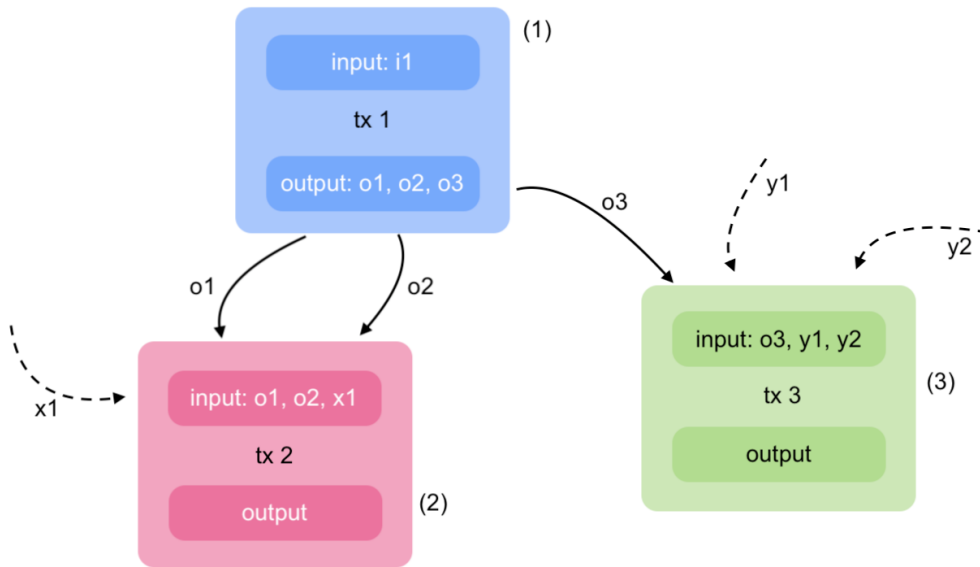 (1)
input: i1
tx 1
output: o1, o2, o3
o1
o2
o3
y1
y2
x1
input: o1, o2, x1
tx 2
output
(2)
input: o3, y1, y2
tx 3
output
(3)